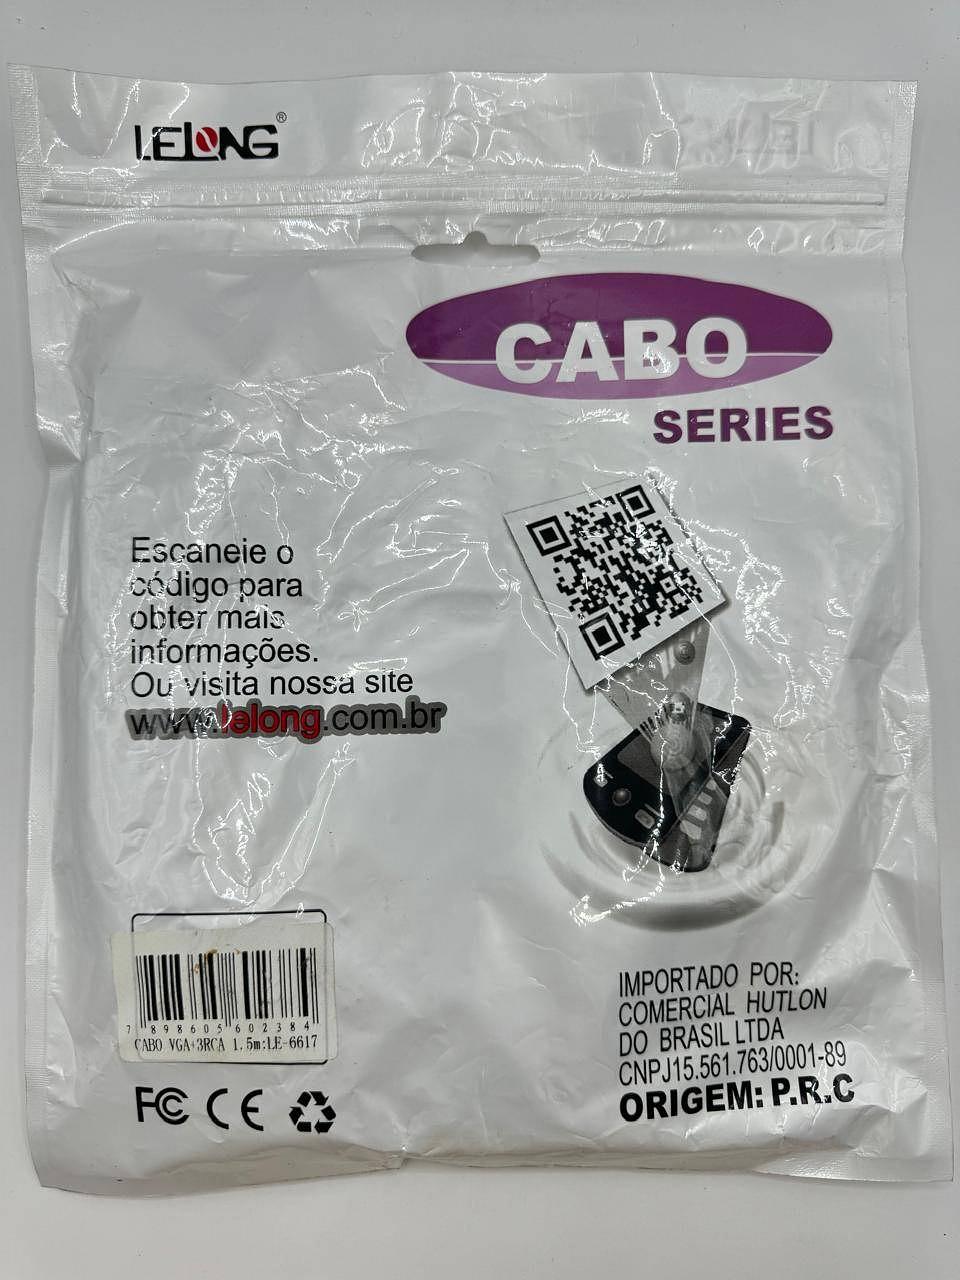 LELONG®
CABO
SERIES
Escaneie o
código para
obter mais
informações.
Ou visita nossa site
www.lelong.com.br
7 898605 602384
CABO VGA+3RCA 1.5m:LE-6617
FC CE
IMPORTADO POR:
COMERCIAL HUTLON
DO BRASIL LTDA
CNPJ15.561.763/0001-89
ORIGEM: P.R.C